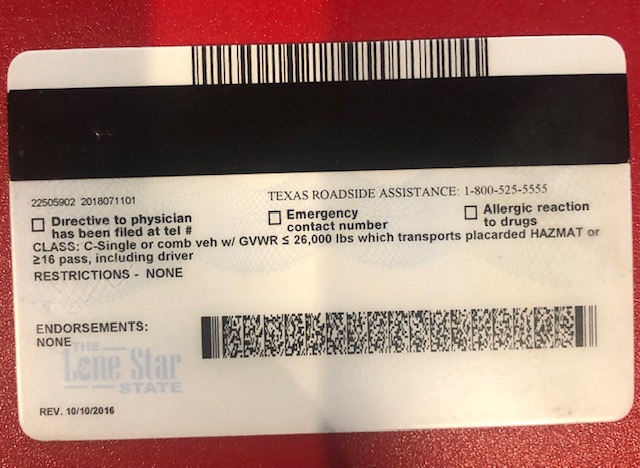 22505902 2018071101
TEXAS ROADSIDE ASSISTANCE: 1-800-525-5555
Directive to physician
has been filed at tel #
Emergency
contact number
Allergic reaction
to drugs
CLASS: C-Single or comb veh w/ GVWR ≤ 26,000 lbs which transports placarded HAZMAT or
≥16 pass, including driver
RESTRICTIONS - NONE
ENDORSEMENTS:
NONE
THE
Lone Star
STATE
REV. 10/10/2016